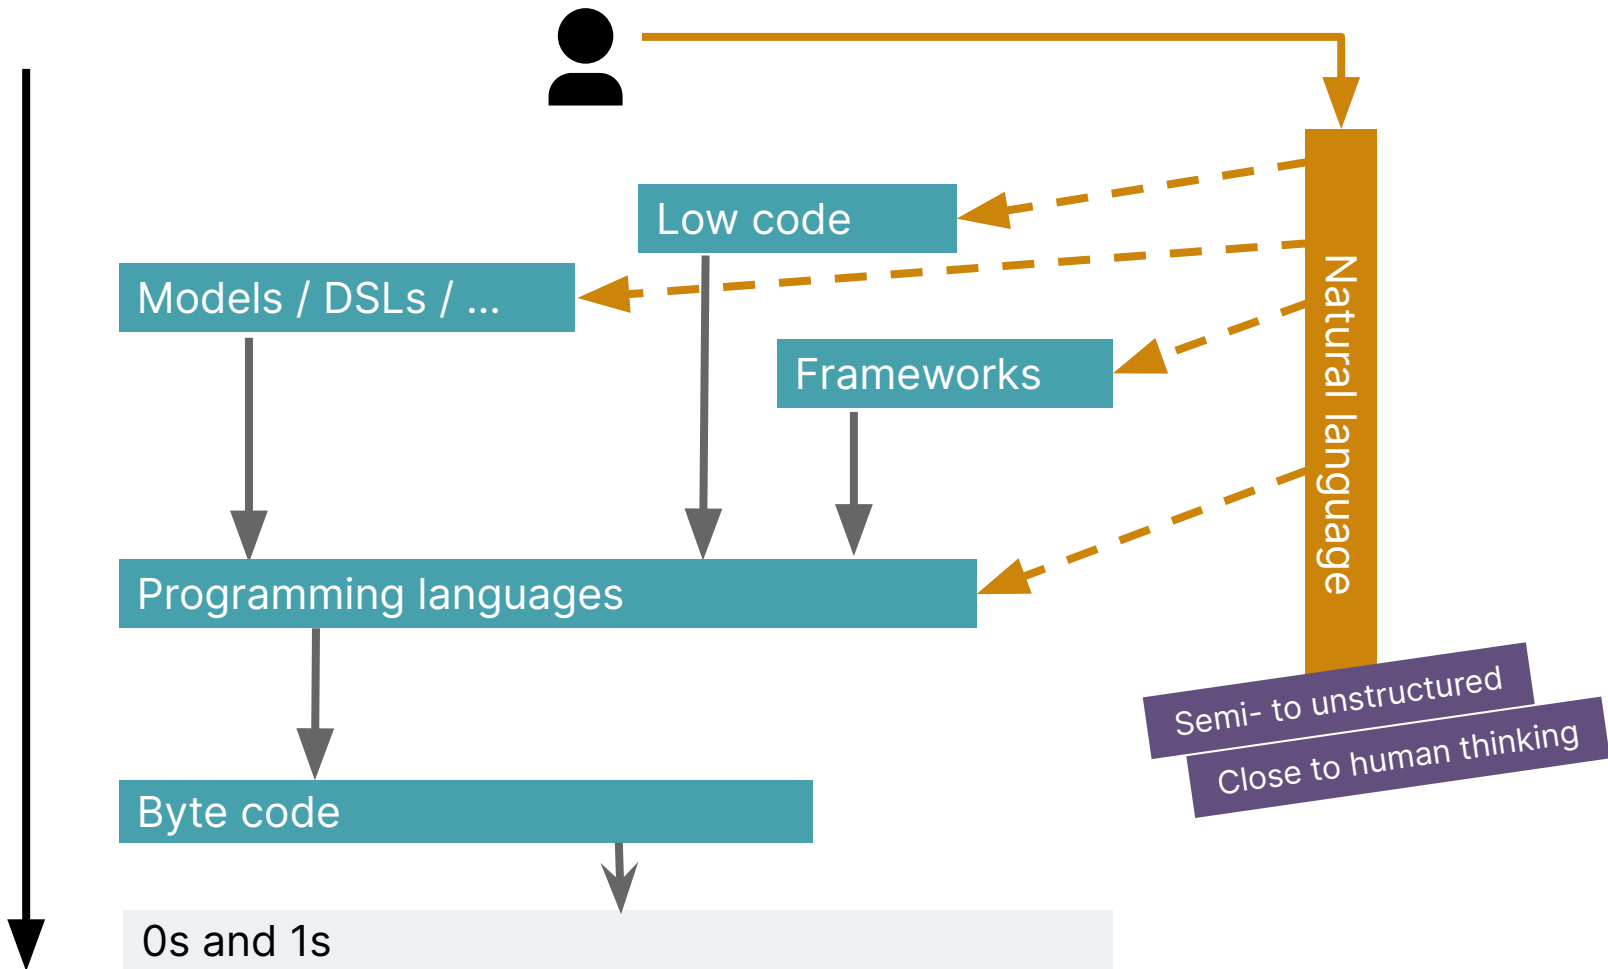 Low code
Models / DSLs / ...
Frameworks
Natural language
Programming languages
Semi- to unstructured
Close to human thinking
Byte code
0s and 1s